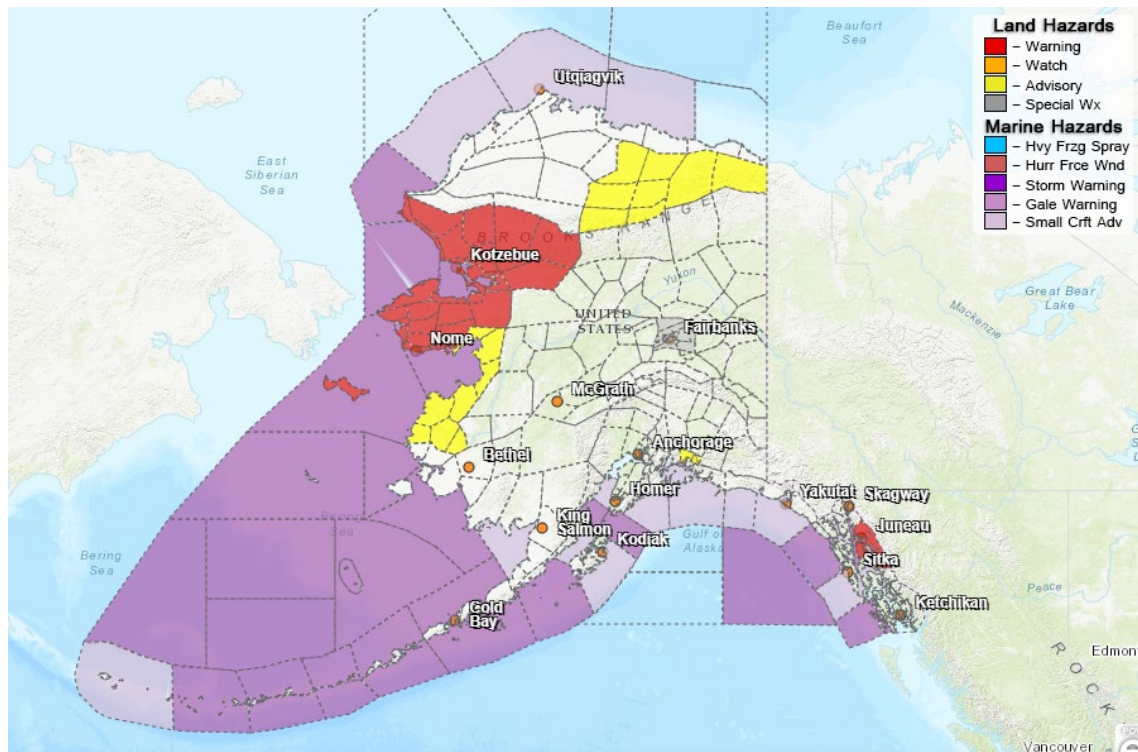 Beaufort
Sea
Land Hazards
– Warning
– Watch
– Advisory
– Special Wx
Marine Hazards
– Hvy Frzg Spray
– Hurr Frce Wnd
– Storm Warning
– Gale Warning
– Small Crft Adv
Utqiagvik
East
Siberian
Sea
BROOKS RANGE
Kotzebue
Yukon
Great Bear
Lake
Mackenzie
UNITED
STATES
Fairbanks
Nome
McGrath
Anchorage
Bethel
Homer
Yakutat
Skagway
King
Salmon
Juneau
Kodiak
Gulf of
Alaska
Sitka
Bering
Sea
Peace
Cold
Bay
Ketchikan
Edmon
ROCK
Vancouver